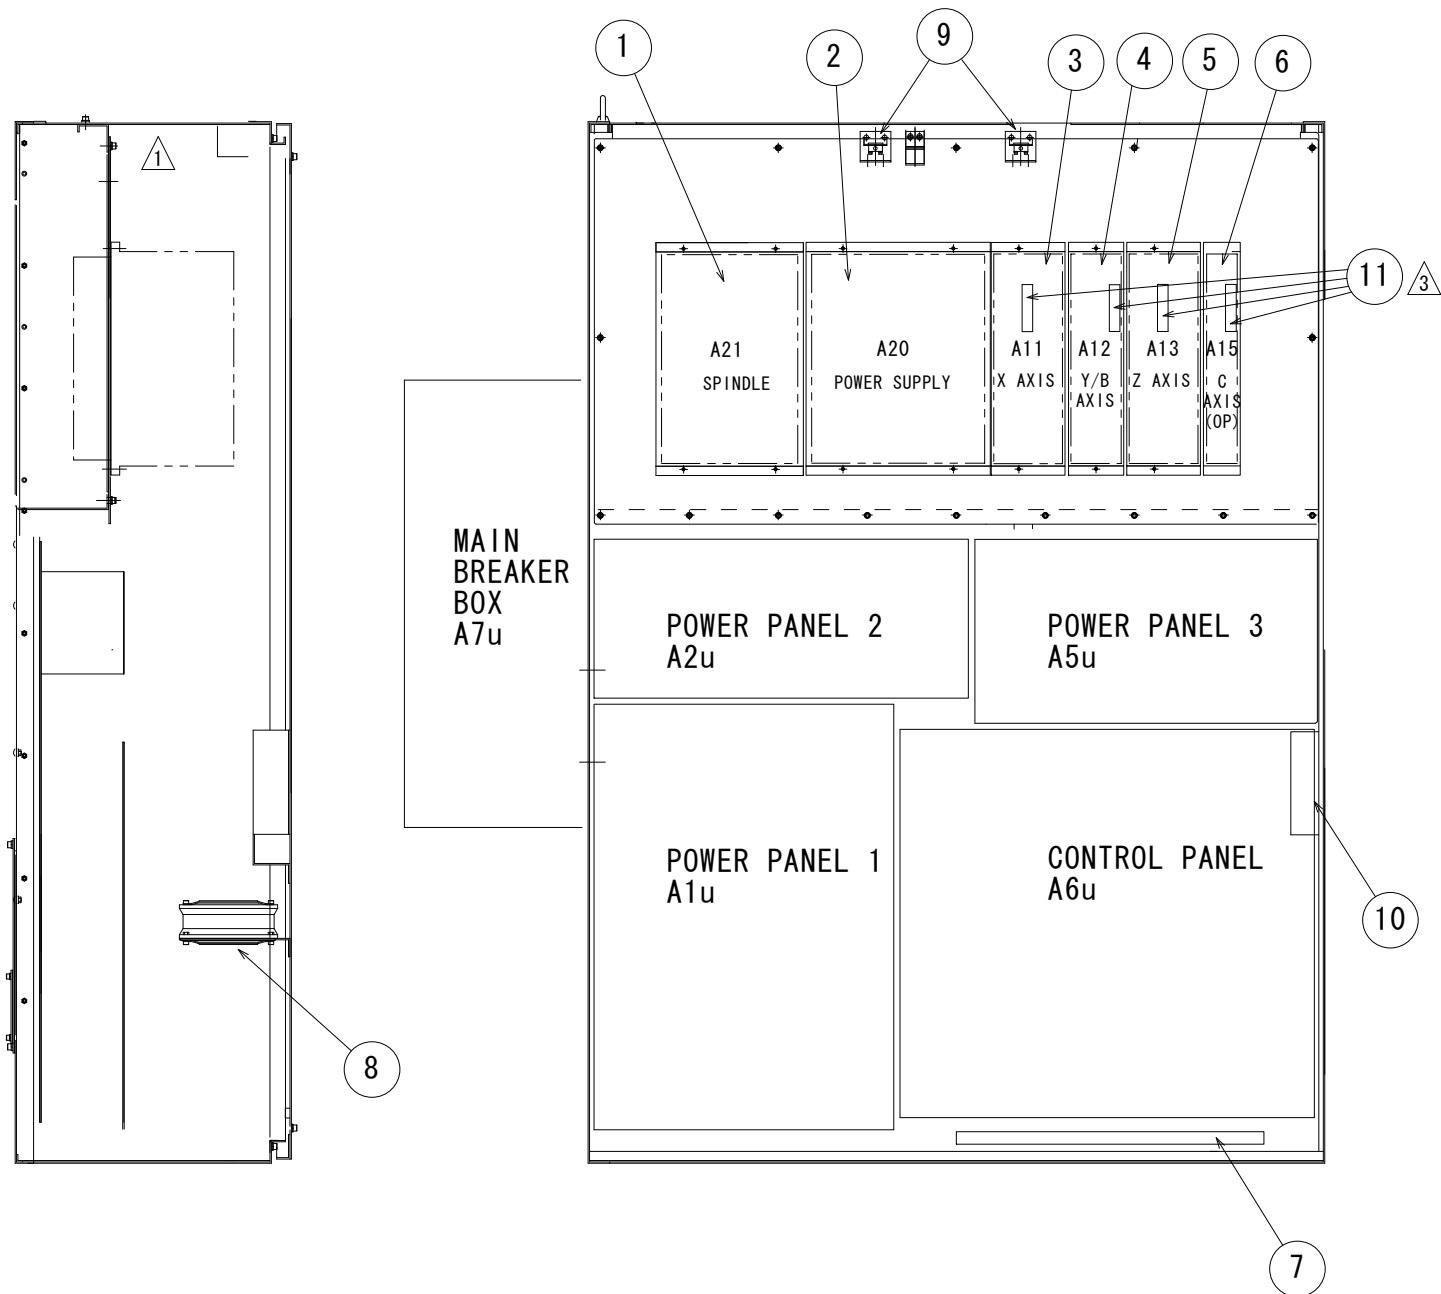 1
2
9
3
4
5
6
1
11
3
A21
SPINDLE
A20
POWER SUPPLY
A11
X AXIS
A12
Y/B
AXIS
A13
Z AXIS
A15
C
AXIS
(OP)
MAIN
BREAKER
BOX
A7u
POWER PANEL 2
A2u
POWER PANEL 3
A5u
POWER PANEL 1
A1u
CONTROL PANEL
A6u
10
8
7